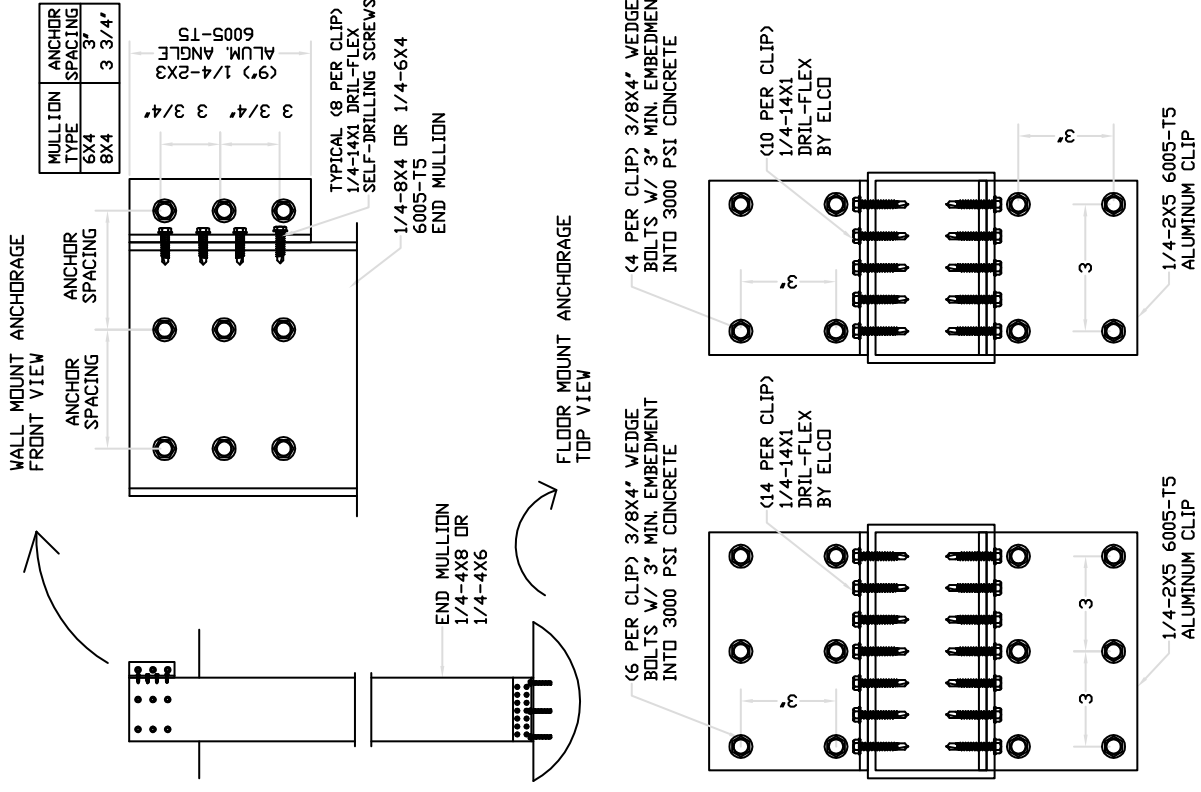 WALL MOUNT ANCHORAGE
FRONT VIEW
MULLION TYPE ANCHOR SPACING
6X4 3"
8X4 3 3/4"
ANCHOR
SPACING
ANCHOR
SPACING
3 3/4"
3 3/4"
3
(9") 1/4-2X3
ALUM. ANGLE
6005-T5
TYPICAL (8 PER CLIP)
1/4-14X1 DRIL-FLEX
SELF-DRILLING SCREWS
1/4-8X4 OR 1/4-6X4
6005-T5
END MULLION
END MULLION
1/4-4X8 OR
1/4-4X6
FLOOR MOUNT ANCHORAGE
TOP VIEW
(6 PER CLIP) 3/8X4" WEDGE
BOLTS W/ 3" MIN. EMBEDMENT
INTO 3000 PSI CONCRETE
(14 PER CLIP)
1/4-14X1
DRIL-FLEX
BY ELCO
3"
3
3
1/4-2X5 6005-T5
ALUMINUM CLIP
(4 PER CLIP) 3/8X4" WEDGE
BOLTS W/ 3" MIN. EMBEDMENT
INTO 3000 PSI CONCRETE
(10 PER CLIP)
1/4-14X1
DRIL-FLEX
BY ELCO
3"
3
3"
1/4-2X5 6005-T5
ALUMINUM CLIP